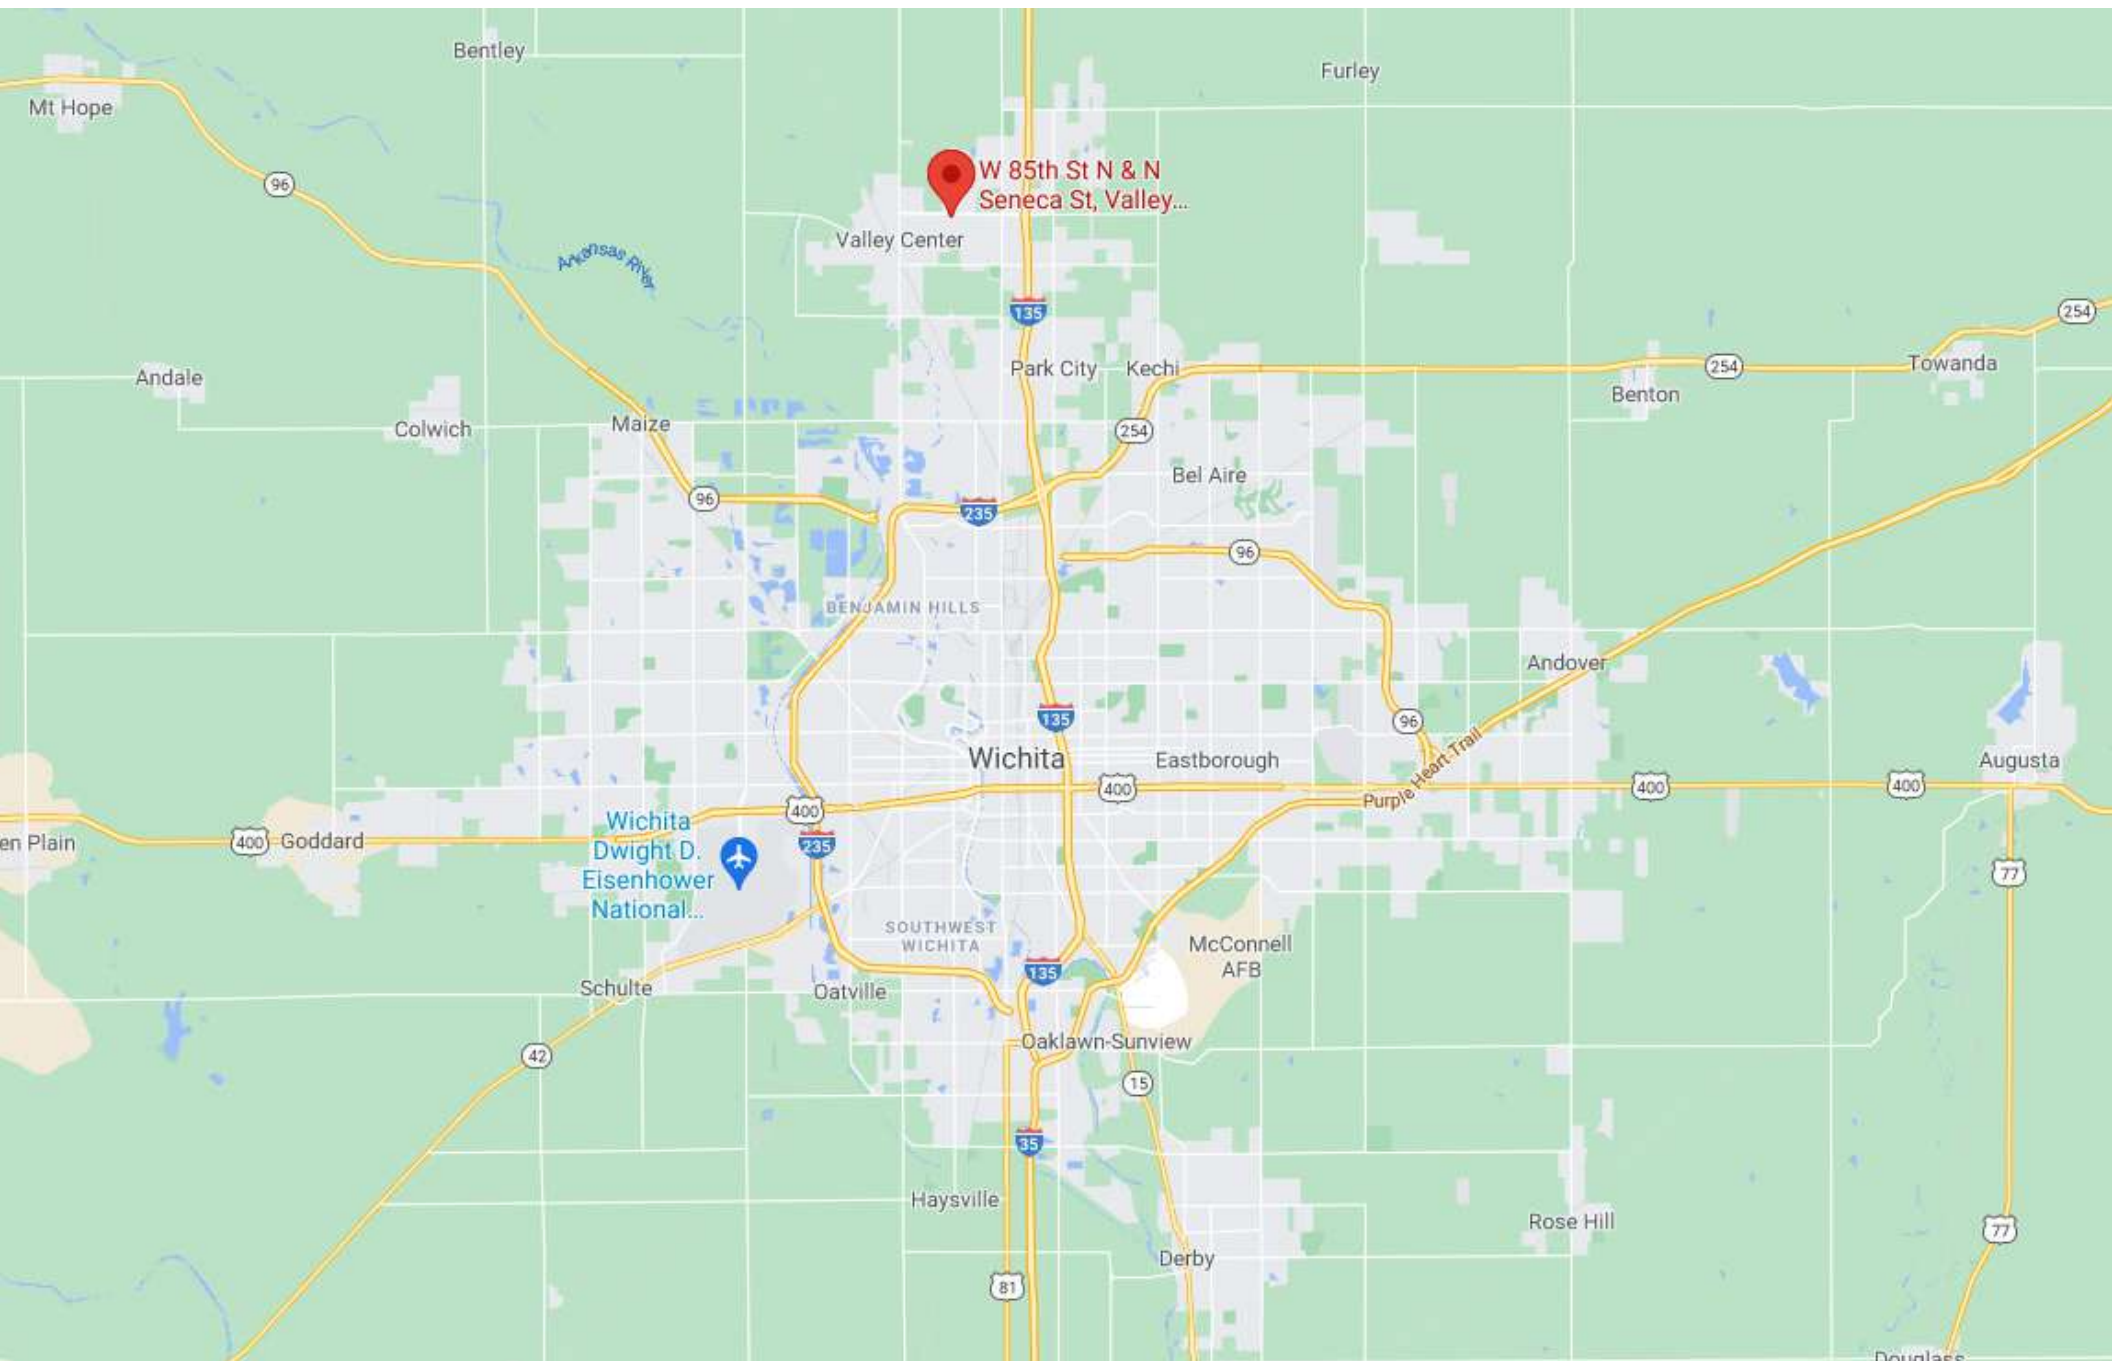 Bentley
Furley
Mt Hope
96
W 85th St N & N
Seneca St, Valley...
Valley Center
Arkansas River
135
254
Park City
Kechi
254
Towanda
Andale
Benton
Colwich
Maize
254
Bel Aire
96
235
96
BENJAMIN HILLS
Andover
96
135
Wichita
Eastborough
Purple Heart-Trail
Augusta
400
400
400
400
Wichita
Dwight D.
Eisenhower
National...
en Plain
400
Goddard
235
77
SOUTHWEST
WICHITA
McConnell
AFB
135
Schulte
Oatville
Oaklawn-Sunview
42
15
35
Haysville
Rose Hill
77
Derby
81
Douglass